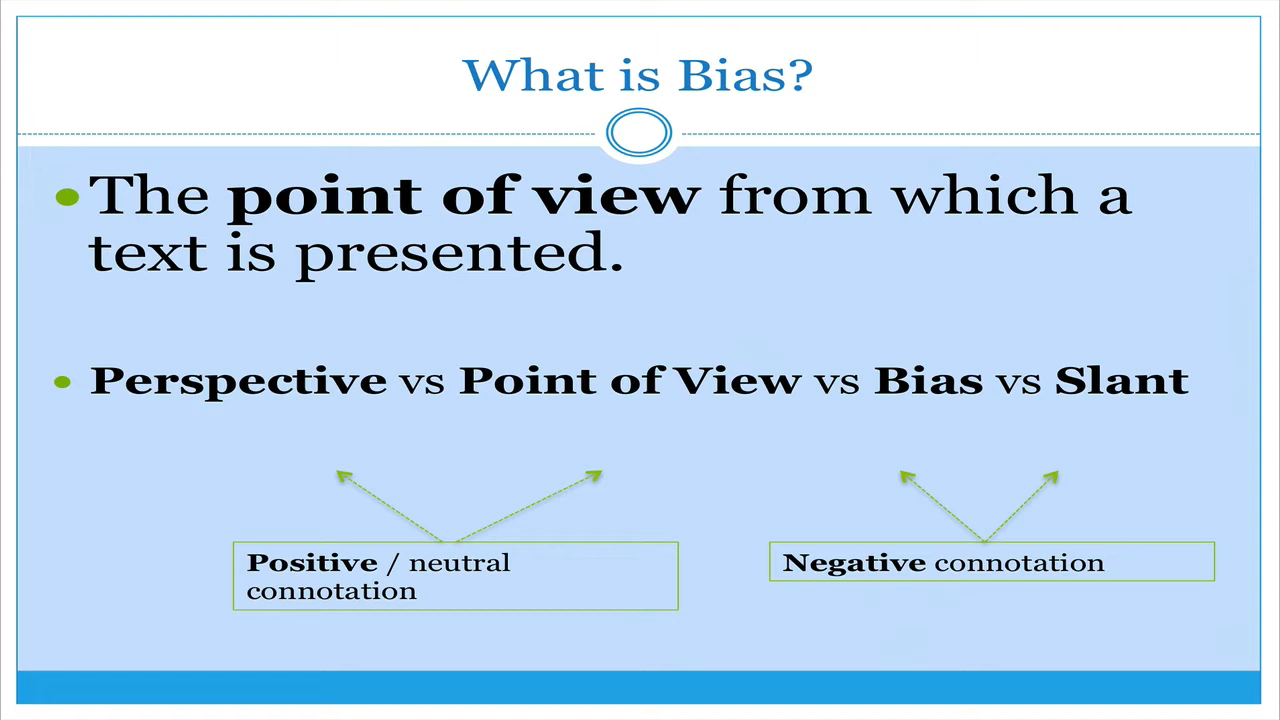 What is Bias?
•The point of view from which a
text is presented.
• Perspective vs Point of View vs Bias vs Slant
Positive / neutral
connotation
Negative connotation